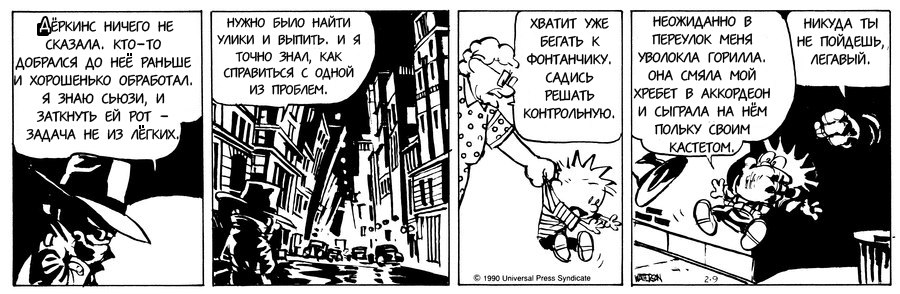 ДЁРКИНС НИЧЕГО НЕ
СКАЗАЛА. КТО-ТО
ДОБРАЛСЯ ДО НЕЁ РАНЬШЕ
И ХОРОШЕНЬКО ОБРАБОТАЛ.
Я ЗНАЮ СЬЮЗИ, И
ЗАТКНУТЬ ЕЙ РОТ –
ЗАДАЧА НЕ ИЗ ЛЁГКИХ.
НУЖНО БЫЛО НАЙТИ
УЛИКИ И ВЫПИТЬ. И Я
ТОЧНО ЗНАЛ, КАК
СПРАВИТЬСЯ С ОДНОЙ
ИЗ ПРОБЛЕМ.
ХВАТИТ УЖЕ
БЕГАТЬ К
ФОНТАНЧИКУ.
САДИСЬ
РЕШАТЬ
КОНТРОЛЬНУЮ.
© 1990 Universal Press Syndicate
НЕОЖИДАННО В
ПЕРЕУЛОК МЕНЯ
УВОЛОКЛА ГОРИЛЛА.
ОНА СМЯЛА МОЙ
ХРЕБЕТ В АККОРДЕОН
И СЫГРАЛА НА НЁМ
ПОЛЬКУ СВОИМ
КАСТЕТОМ.
НИКУДА ТЫ
НЕ ПОЙДЕШЬ,
ЛЕГАВЫЙ.
WATTERSON
2-9